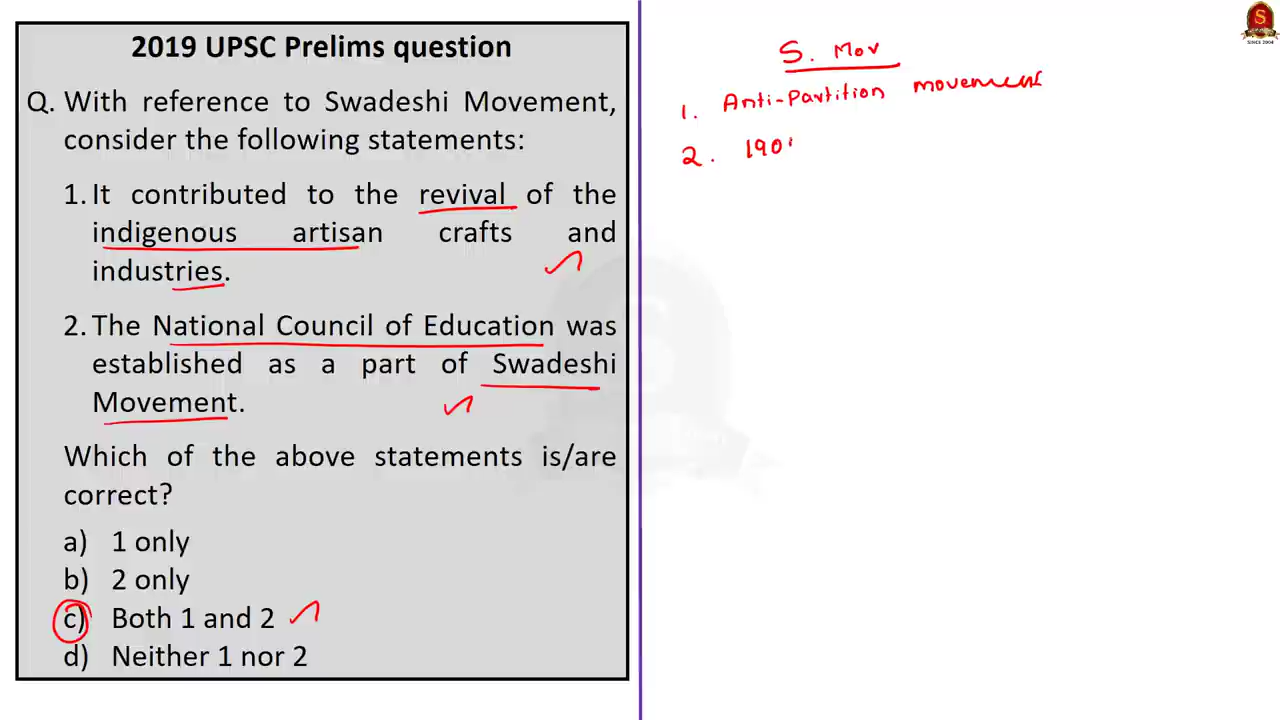 2019 UPSC Prelims question
Q. With reference to Swadeshi Movement,
consider the following statements:
1. It contributed to the revival of the
indigenous artisan crafts and
industries.
2. The National Council of Education was
established as a part of Swadeshi
Movement.
Which of the above statements is/are
correct?
a) 1 only
b) 2 only
c) Both 1 and 2
d) Neither 1 nor 2
S. Mov
1. Anti-Partition movement
2. 190
S
SINCE 2004